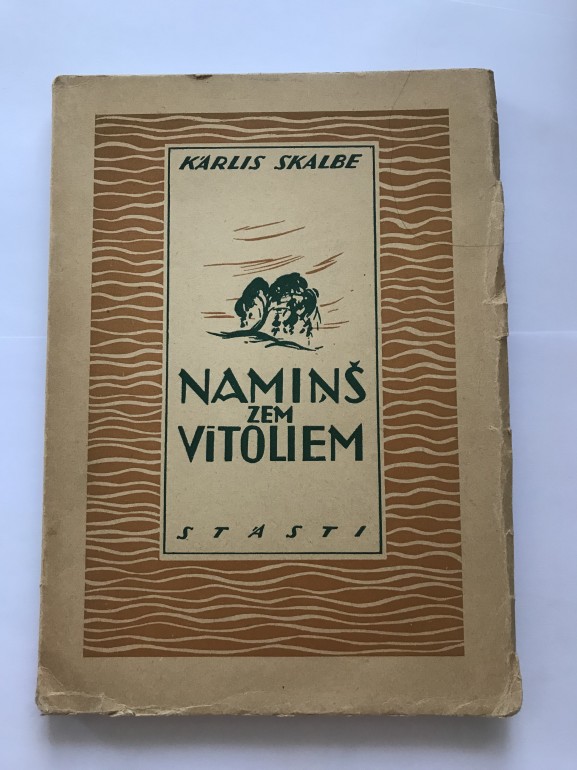 KĀRLIS SKALBE
NAMIŅŠ
ZEM
VĪTOLIEM
STĀSTI